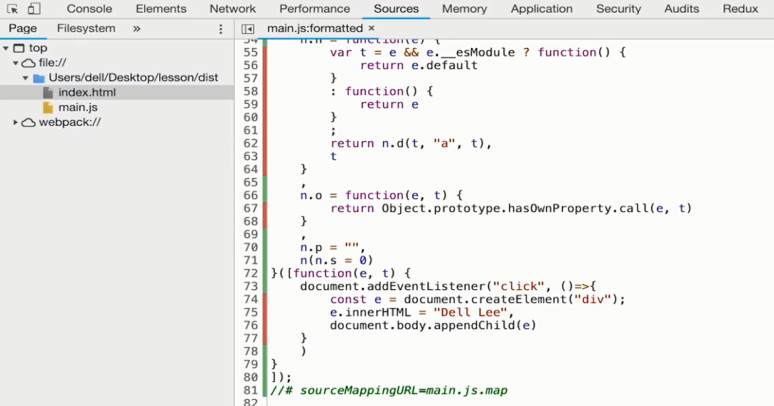 Console Elements Network Performance Sources Memory Application Security Audits Redux
Page Filesystem » main.js:formatted ×
top
file://
Users/dell/Desktop/lesson/dist
index.html
main.js
webpack://
54 n.n = function(e) {
55 var t = e && e.__esModule ? function() {
56 return e.default
57 }
58 : function() {
59 return e
60 }
61 ;
62 return n.d(t, "a", t),
63 t
64 }
65 ,
66 n.o = function(e, t) {
67 return Object.prototype.hasOwnProperty.call(e, t)
68 }
69 ,
70 n.p = "",
71 n(n.s = 0)
72 }([function(e, t) {
73 document.addEventListener("click", ()=>{
74 const e = document.createElement("div");
75 e.innerHTML = "Dell Lee",
76 document.body.appendChild(e)
77 }
78 )
79 }
80 ]);
81 //# sourceMappingURL=main.js.map
82